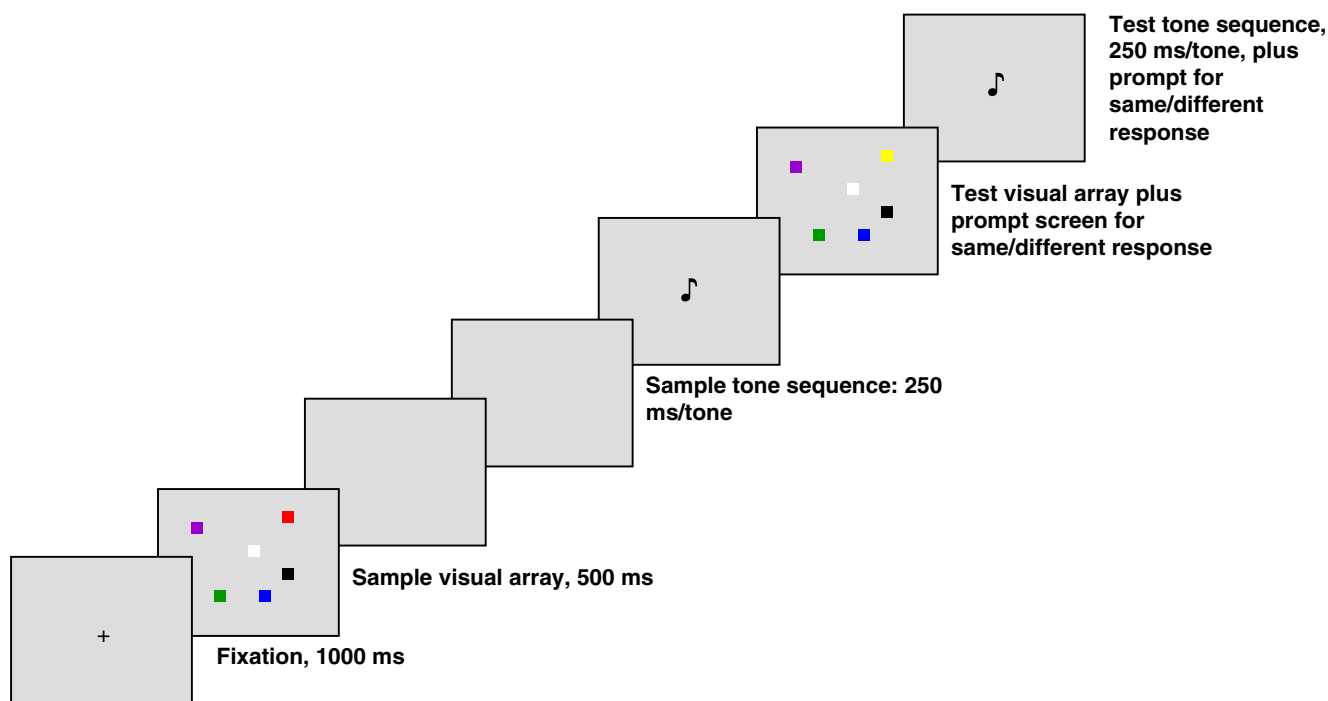 Test tone sequence,
250 ms/tone, plus
prompt for
same/different
response
Test visual array plus
prompt screen for
same/different response
Sample tone sequence: 250
ms/tone
Sample visual array, 500 ms
Fixation, 1000 ms